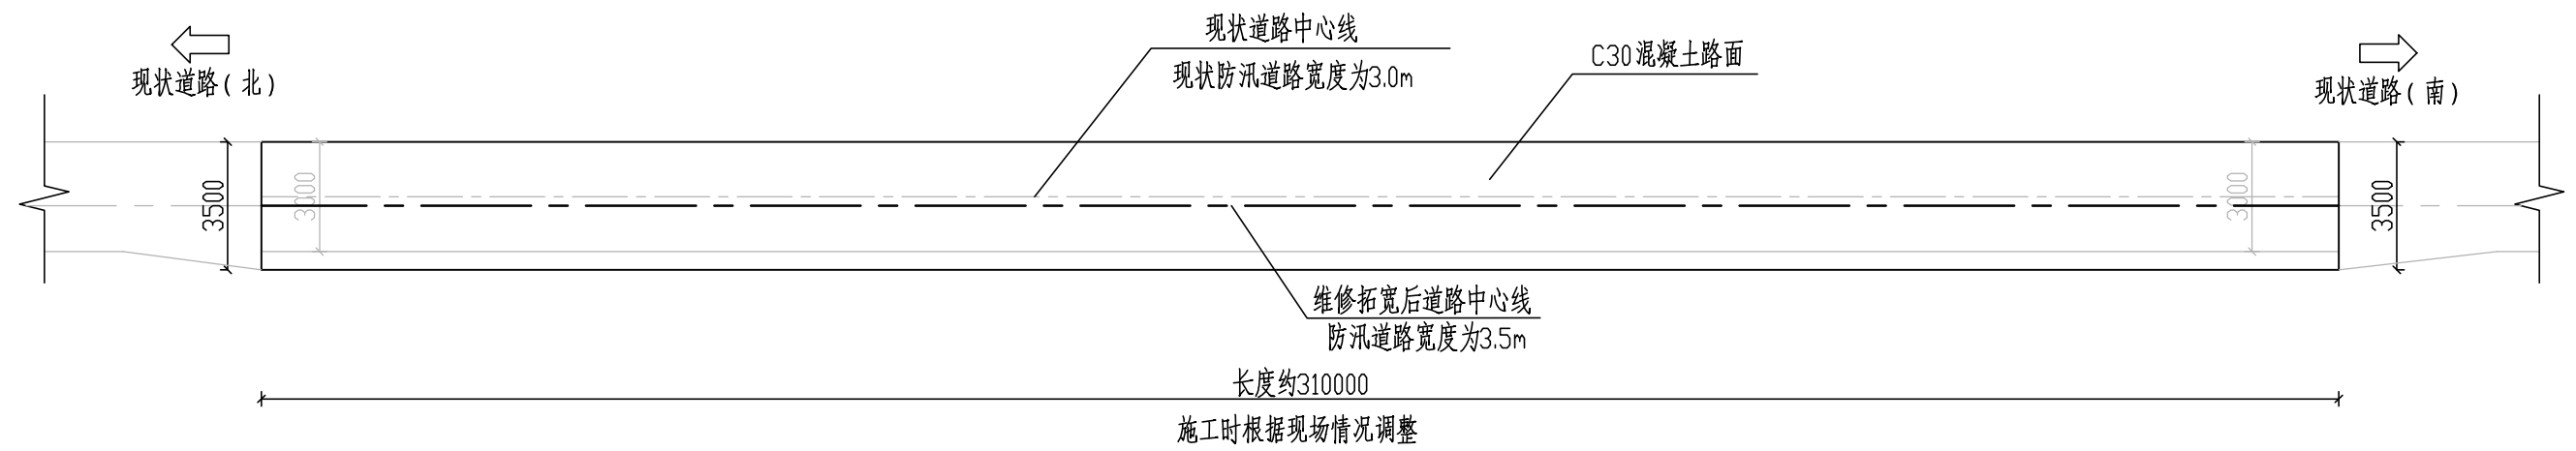 现状道路中心线
现状防汛道路宽度为3.0m
C30混凝土路面
现状道路(北)
现状道路(南)
3500
3000
3000
3500
维修拓宽后道路中心线
防汛道路宽度为3.5m
长度约310000
施工时根据现场情况调整